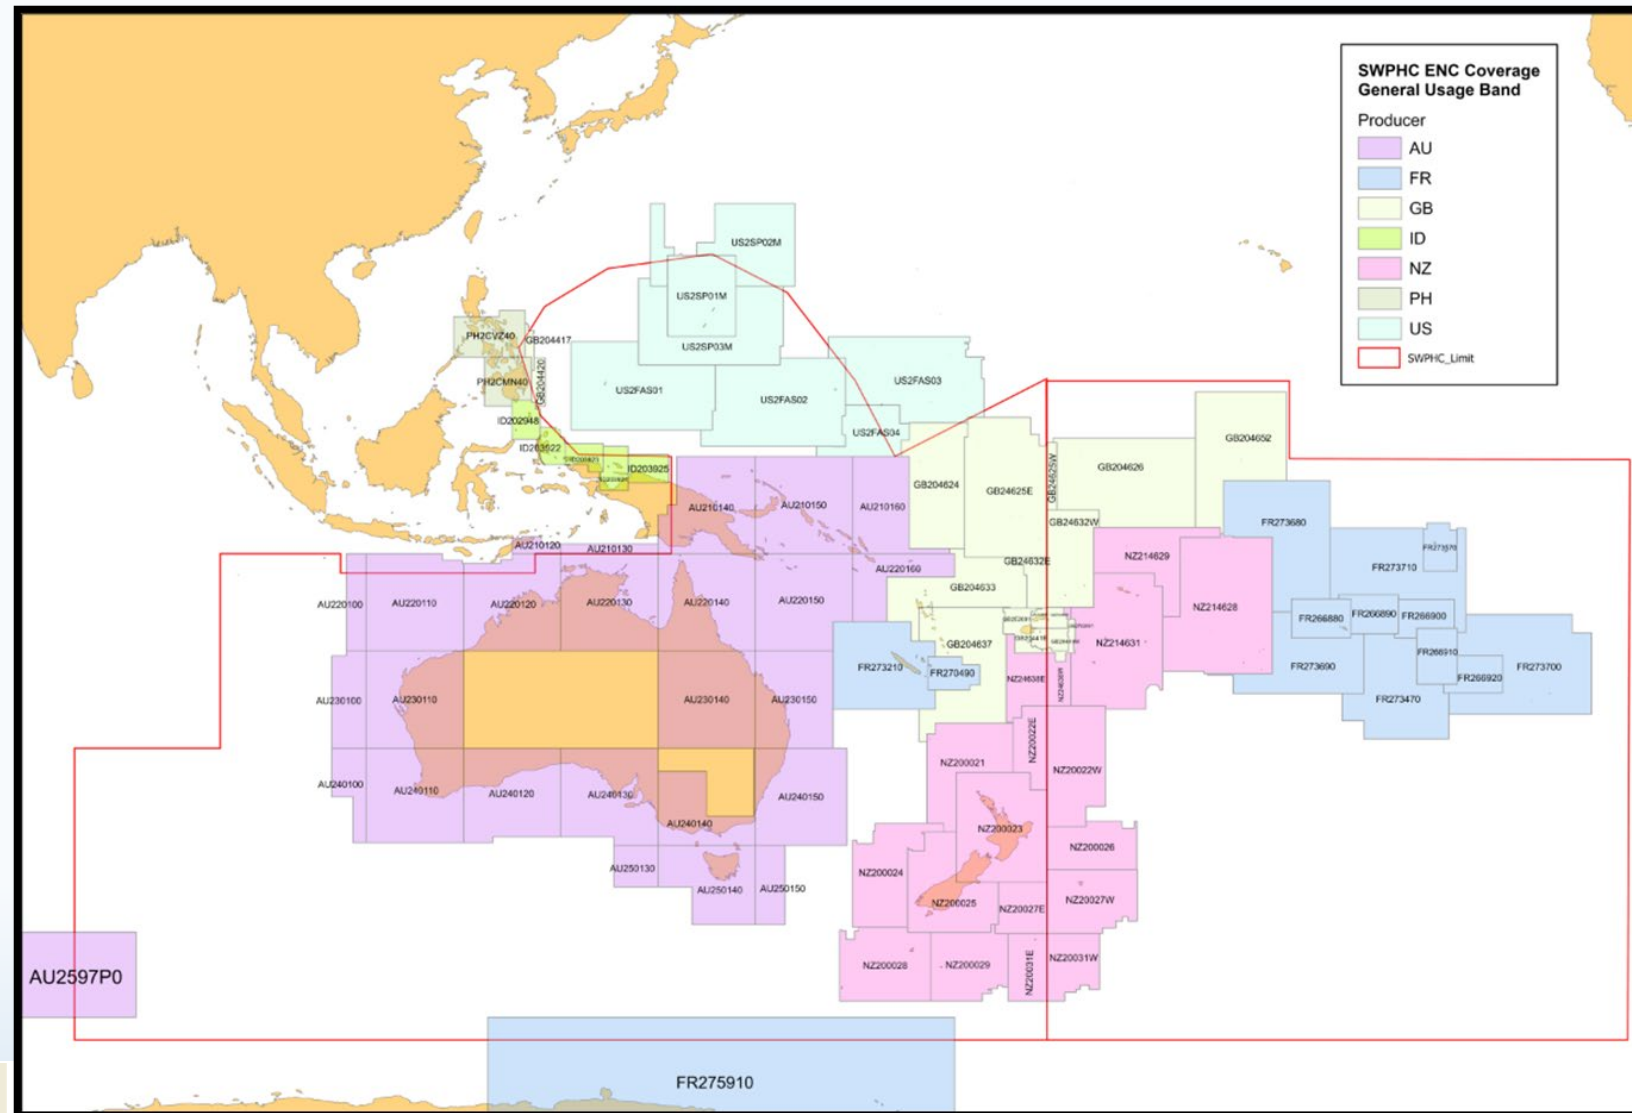 SWPHC ENC Coverage
General Usage Band
Producer
AU
FR
GB
ID
NZ
PH
US
SWPHC_Limit
US2SP02M
US2SP01M
US2SP03M
PH2CVZ40
GB204417
GB204420
PH2CMN40
US2FAS01
US2FAS02
US2FAS03
US2FAS04
ID202948
ID203922
ID203925
GB204652
GB204626
GB24625W
GB204624
GB24625E
GB24632W
GB24632E
AU210140
AU210150
AU210160
AU210120
AU210130
AU220160
FR273680
FR273710
NZ214629
NZ214628
GB204633
AU220100
AU220110
AU220120
AU220130
AU220140
AU220150
FR266880
FR266890
FR266900
GB204637
NZ214631
FR273210
FR270490
NZ24638E
FR273690
FR266910
FR266920
FR273700
FR273470
AU230100
AU230110
AU230140
AU230150
NZ20022E
NZ200021
NZ20022W
AU240100
AU240110
AU240120
AU240130
AU240140
AU240150
NZ200023
NZ200026
AU250130
AU250140
AU250150
NZ200024
NZ200025
NZ20027E
NZ20027W
NZ200028
NZ200029
NZ20031E
NZ20031W
AU2597P0
FR275910